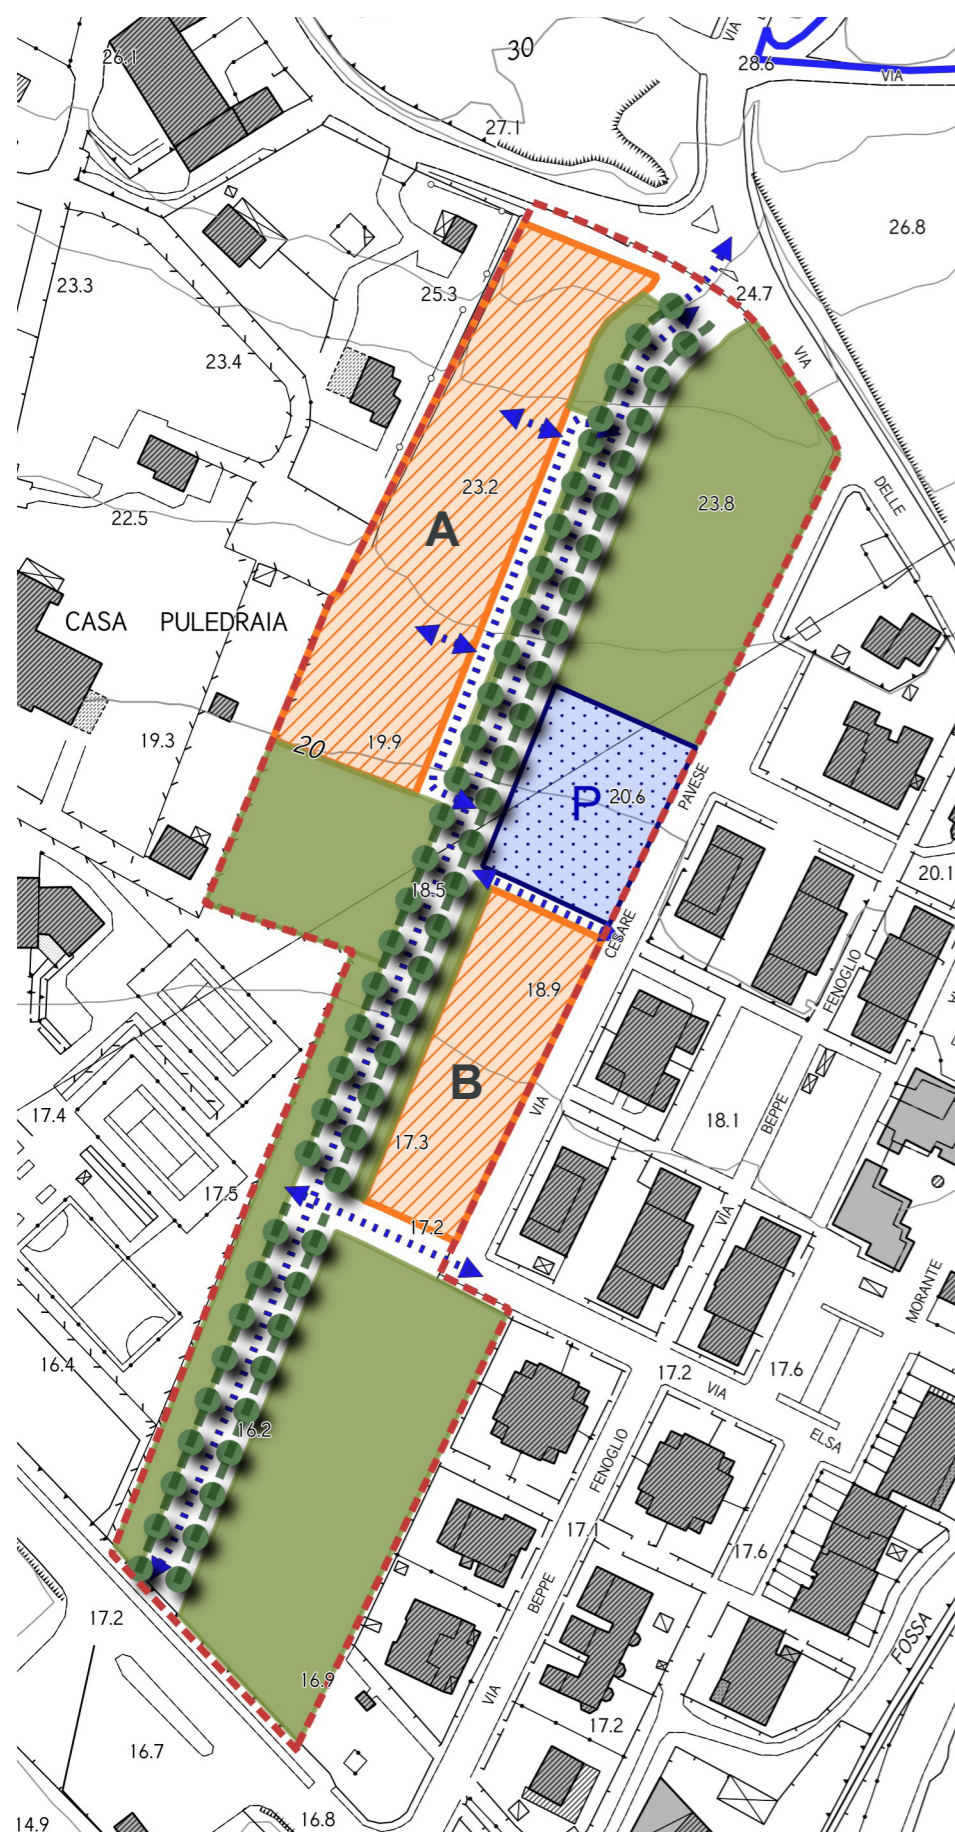 VIA
30
26.1
28.6
VIA
27.1
26.8
23.3
25.3
24.7
23.4
VIA
23.2
23.8
DELLE
22.5
A
CASA PULEDRAIA
19.3
20
19.9
P
20.6
PAVESE
20.1
18.5
CESARE
18.9
FENOGLIO
B
VIA
17.4
17.3
18.1
BEPPE
17.5
17.2
VIA
MORANTE
16.4
17.2
VIA
17.6
16.2
ELSA
FENOGLIO
17.1
17.6
BEPPE
17.2
FOSSA
16.9
VIA
17.2
16.7
16.8
14.9